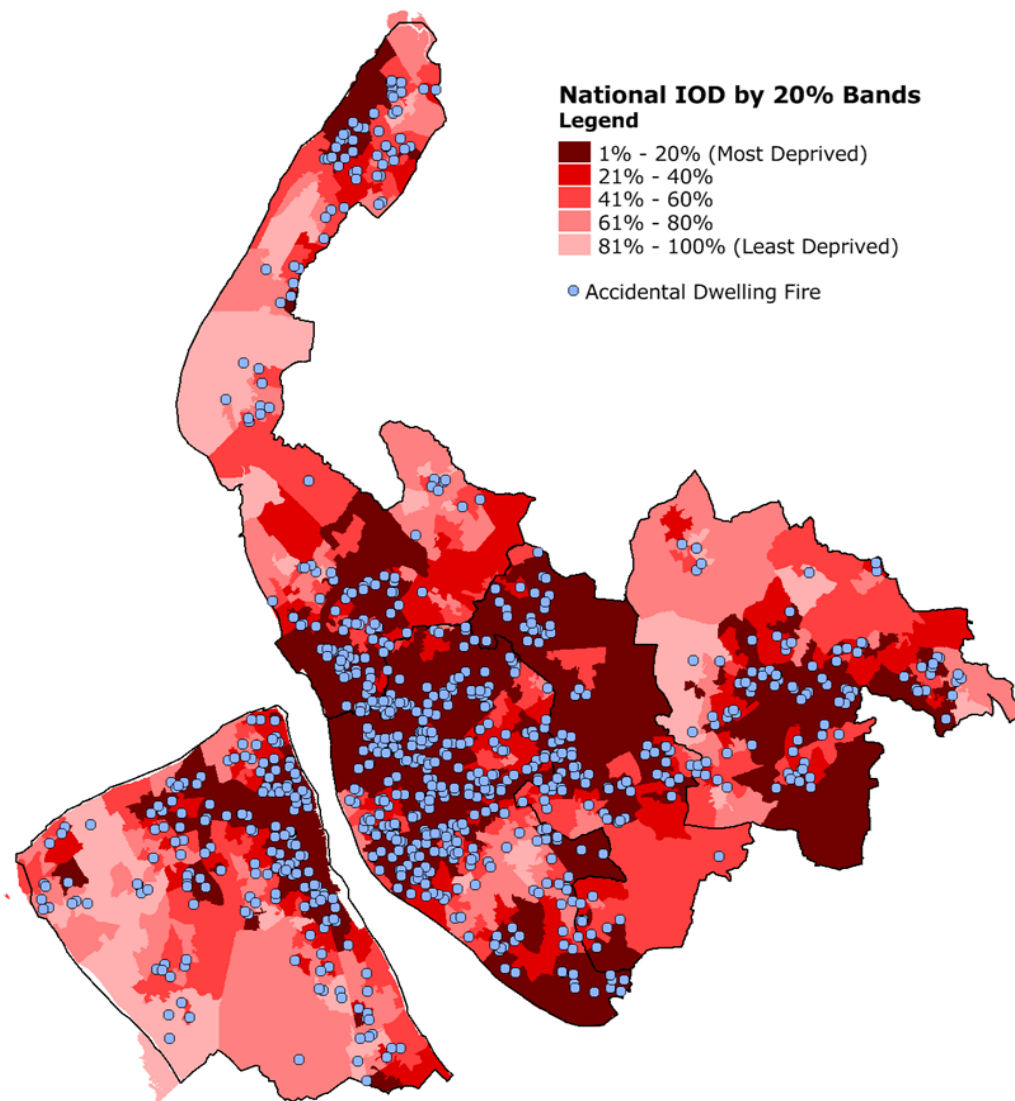 National IOD by 20% Bands
Legend
1% - 20% (Most Deprived)
21% - 40%
41% - 60%
61% - 80%
81% - 100% (Least Deprived)
Accidental Dwelling Fire